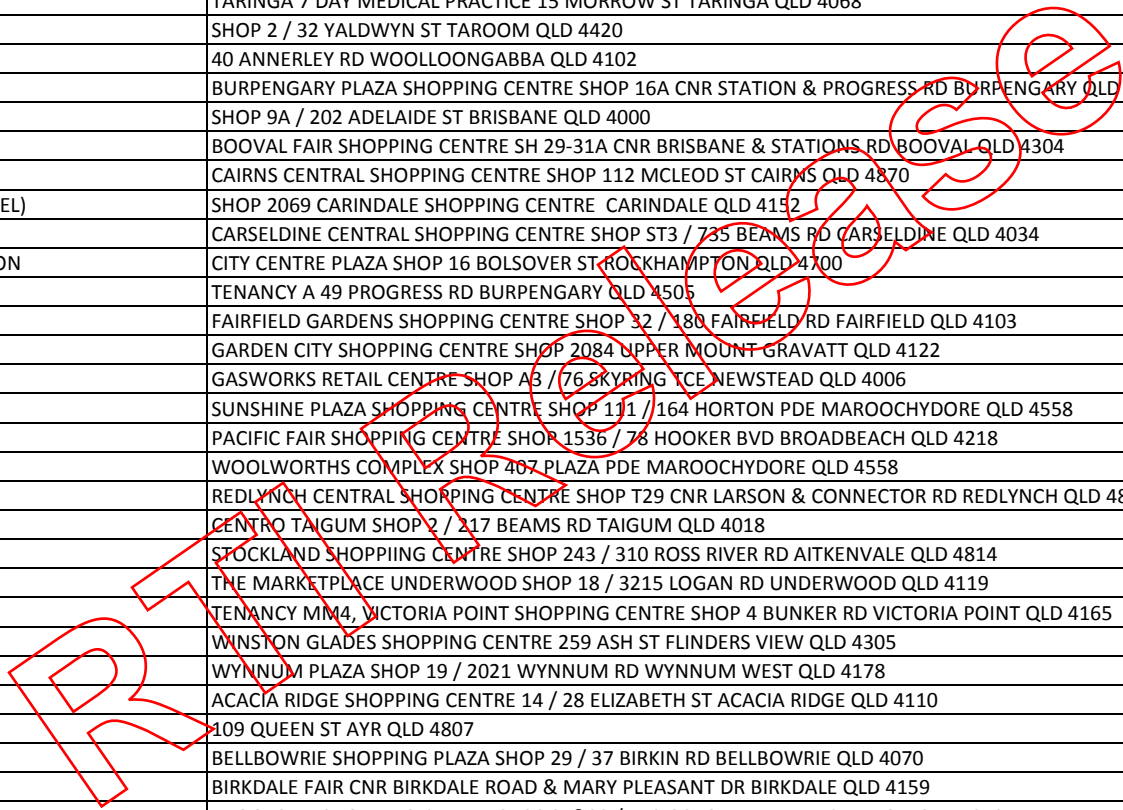 TARINGA 7 DAY MEDICAL PRACTICE 15 MORROW ST TARINGA QLD 4068
SHOP 2 / 32 YALDWYN ST TAROOM QLD 4420
40 ANNERLEY RD WOOLLOONGABBA QLD 4102
BURPENGARY PLAZA SHOPPING CENTRE SHOP 16A CNR STATION & PROGRESS RD BURPENGARY QLD
SHOP 9A / 202 ADELAIDE ST BRISBANE QLD 4000
BOOVAL FAIR SHOPPING CENTRE SH 29-31A CNR BRISBANE & STATIONS RD BOOVAL QLD 4304
CAIRNS CENTRAL SHOPPING CENTRE SHOP 112 MCLEOD ST CAIRNS QLD 4870
EL) SHOP 2069 CARINDALE SHOPPING CENTRE CARINDALE QLD 4152
CARSELDINE CENTRAL SHOPPING CENTRE SHOP ST3 / 735 BEAMS RD CARSELDINE QLD 4034
ON CITY CENTRE PLAZA SHOP 16 BOLSOVER ST ROCKHAMPTON QLD 4700
TENANCY A 49 PROGRESS RD BURPENGARY QLD 4505
FAIRFIELD GARDENS SHOPPING CENTRE SHOP 32 / 180 FAIRFIELD RD FAIRFIELD QLD 4103
GARDEN CITY SHOPPING CENTRE SHOP 2084 UPPER MOUNT GRAVATT QLD 4122
GASWORKS RETAIL CENTRE SHOP A3 / 76 SKYRING TCE NEWSTEAD QLD 4006
SUNSHINE PLAZA SHOPPING CENTRE SHOP 111 / 164 HORTON PDE MAROOCHYDORE QLD 4558
PACIFIC FAIR SHOPPING CENTRE SHOP 1536 / 78 HOOKER BVD BROADBEACH QLD 4218
WOOLWORTHS COMPLEX SHOP 407 PLAZA PDE MAROOCHYDORE QLD 4558
REDLYNCH CENTRAL SHOPPING CENTRE SHOP T29 CNR LARSON & CONNECTOR RD REDLYNCH QLD 48
CENTRO TAIGUM SHOP 2 / 217 BEAMS RD TAIGUM QLD 4018
STOCKLAND SHOPPIING CENTRE SHOP 243 / 310 ROSS RIVER RD AITKENVALE QLD 4814
THE MARKETPLACE UNDERWOOD SHOP 18 / 3215 LOGAN RD UNDERWOOD QLD 4119
TENANCY MM4, VICTORIA POINT SHOPPING CENTRE SHOP 4 BUNKER RD VICTORIA POINT QLD 4165
WINSTON GLADES SHOPPING CENTRE 259 ASH ST FLINDERS VIEW QLD 4305
WYNNUM PLAZA SHOP 19 / 2021 WYNNUM RD WYNNUM WEST QLD 4178
ACACIA RIDGE SHOPPING CENTRE 14 / 28 ELIZABETH ST ACACIA RIDGE QLD 4110
109 QUEEN ST AYR QLD 4807
BELLBOWRIE SHOPPING PLAZA SHOP 29 / 37 BIRKIN RD BELLBOWRIE QLD 4070
BIRKDALE FAIR CNR BIRKDALE ROAD & MARY PLEASANT DR BIRKDALE QLD 4159
RTI Release